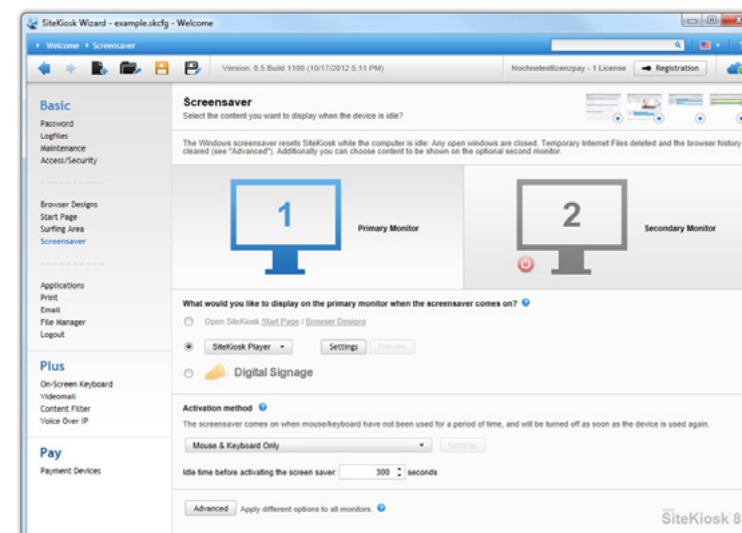 SiteKiosk Wizard - example.skcfg - Welcome
Welcome Screensaver
Version: 8.5 Build 1100 (10/17/2012 5:11 PM)
Nochnetestlizenzpay - 1 License
Registration
Basic
Password
Logfiles
Maintenance
Access/Security
Browser Designs
Start Page
Surfing Area
Screensaver
Applications
Print
Email
File Manager
Logout
Plus
On-Screen Keyboard
Videomail
Content Filter
Voice Over IP
Pay
Payment Devices
Screensaver
Select the content you want to display when the device is idle?
The Windows screensaver resets SiteKiosk while the computer is idle: Any open windows are closed. Temporary Internet Files deleted and the browser history
cleared (see "Advanced"). Additionally you can choose content to be shown on the optional second monitor.
1
Primary Monitor
2
Secondary Monitor
What would you like to display on the primary monitor when the screensaver comes on?
Open SiteKiosk Start Page / Browser Designs
SiteKiosk Player Settings Preview
Digital Signage
Activation method
The screensaver comes on when mouse/keyboard have not been used for a period of time, and will be turned off as soon as the device is used again.
Mouse & Keyboard Only Settings
Idle time before activating the screen saver: 300 seconds
Advanced Apply different options to all monitors.
SiteKiosk 8